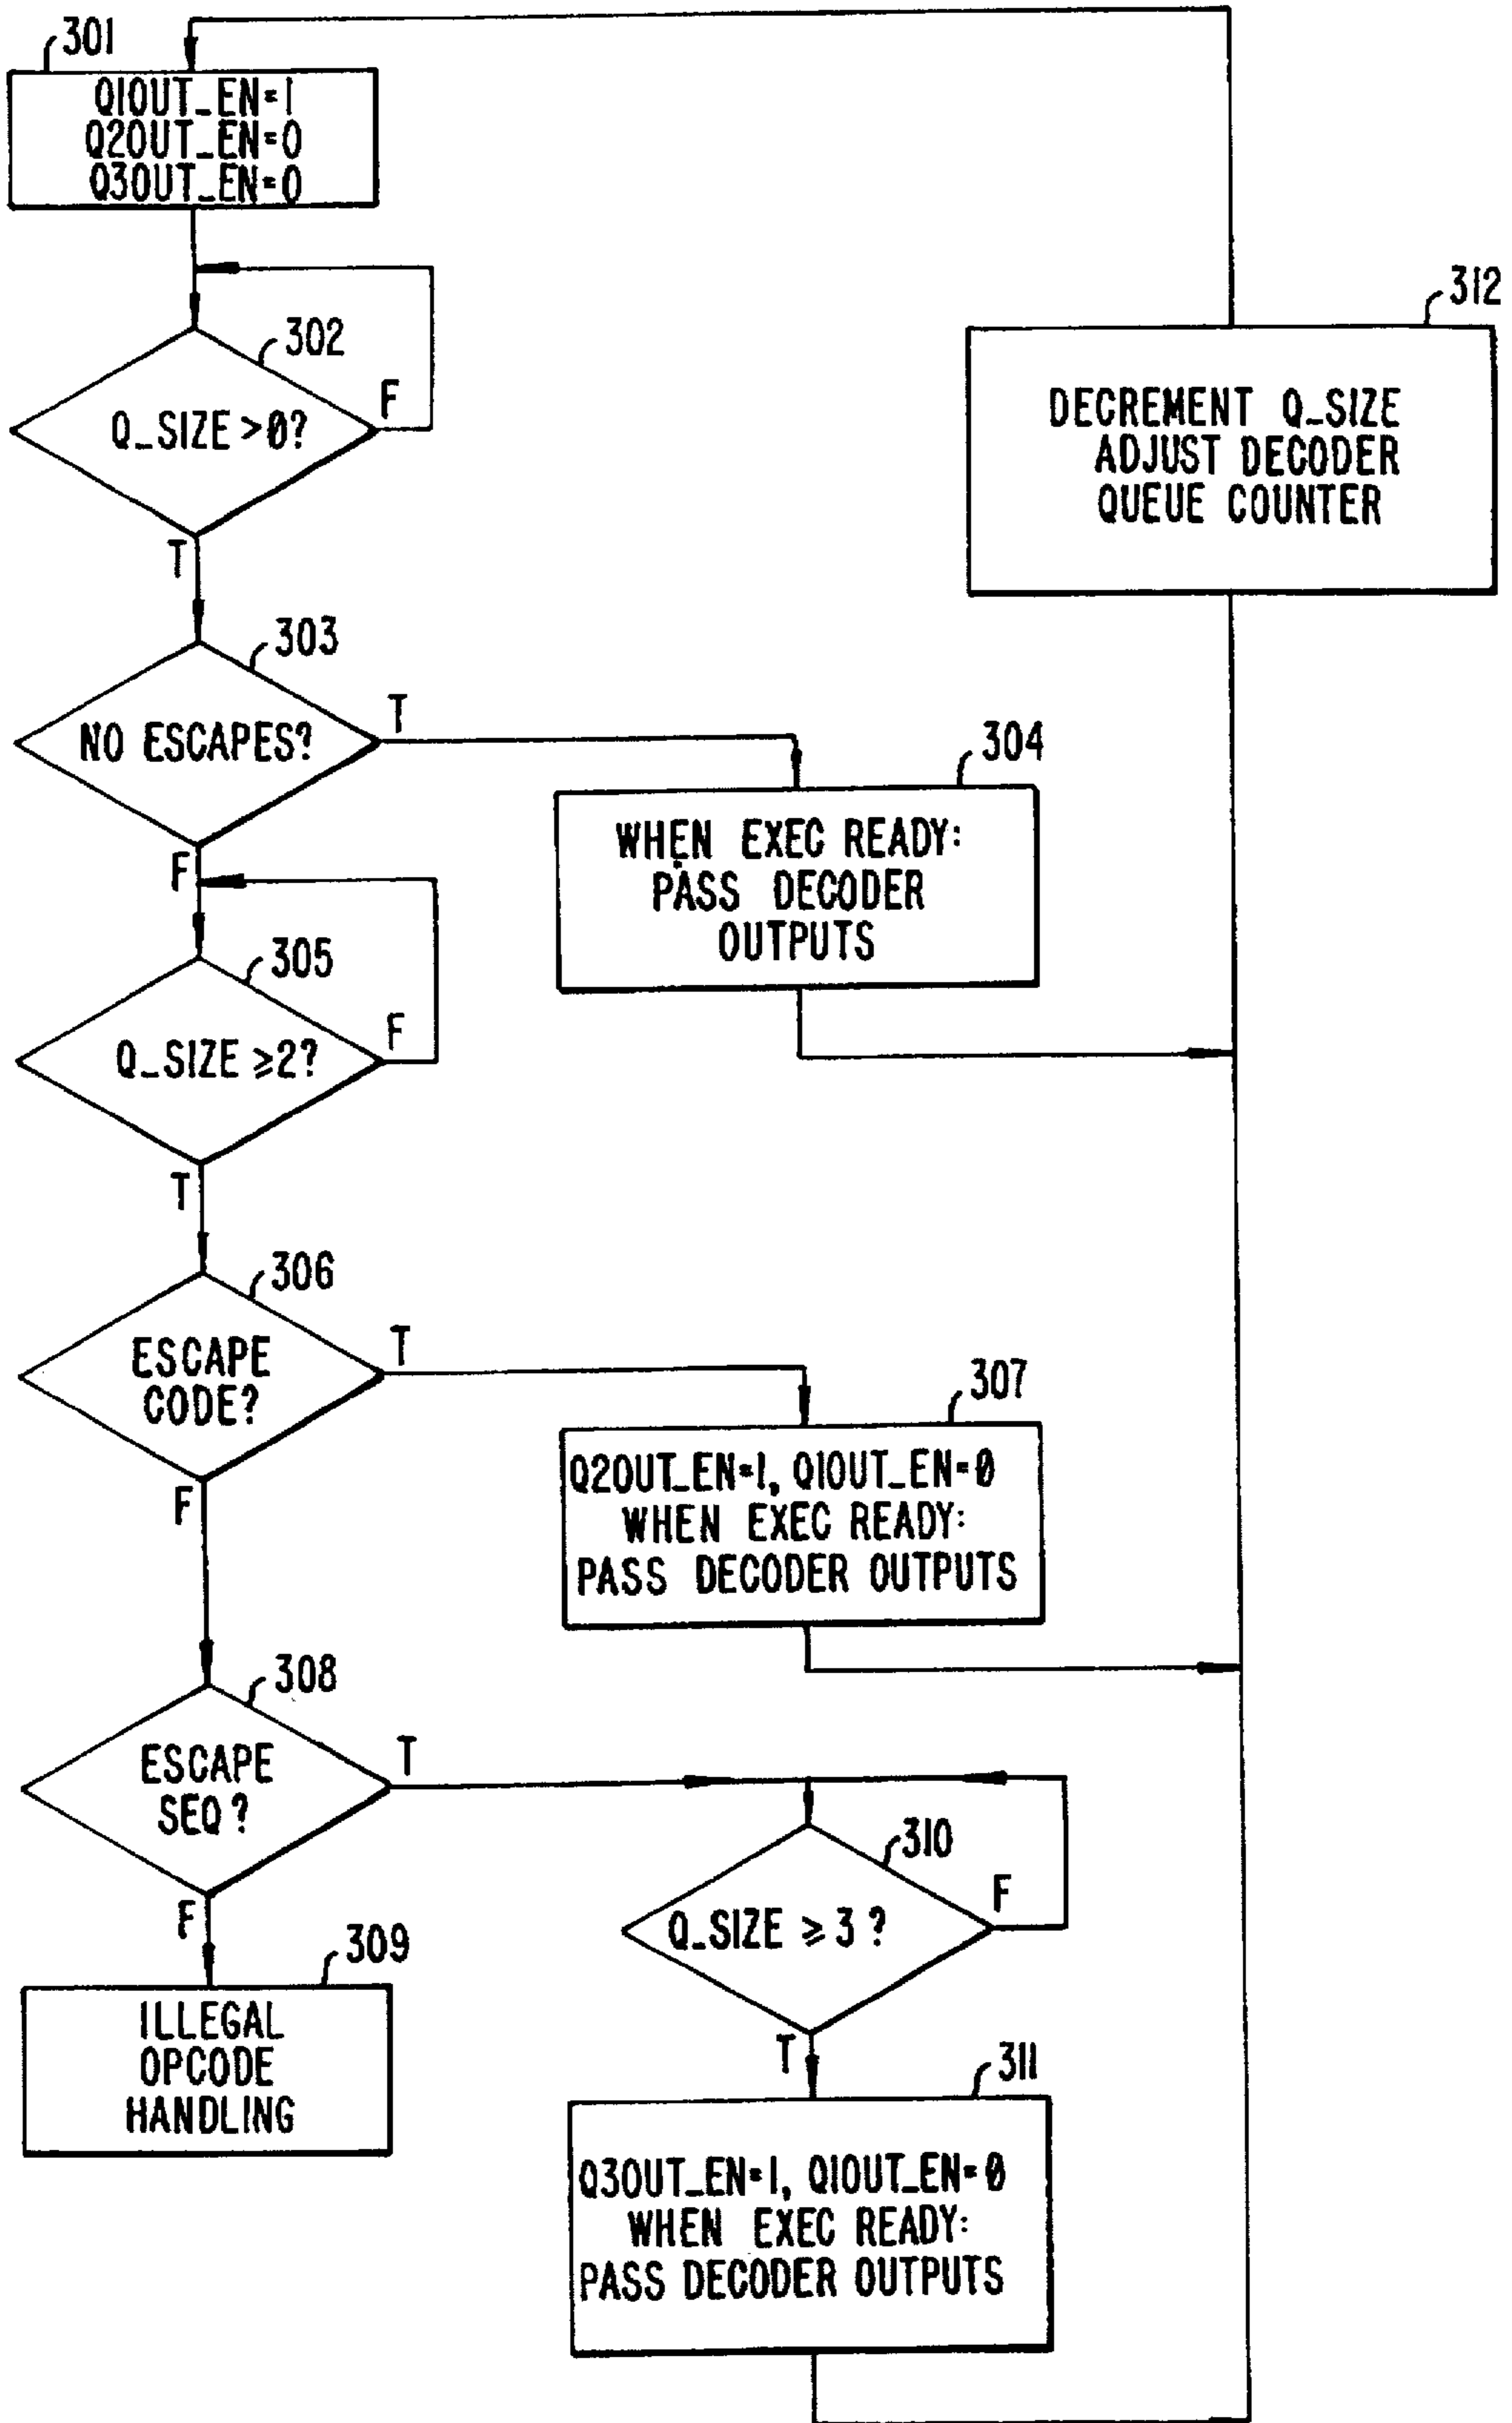 301
Q1OUT_EN=1
Q2OUT_EN=0
Q3OUT_EN=0
302
Q_SIZE >0?
F
T
312
DECREMENT Q_SIZE
ADJUST DECODER
QUEUE COUNTER
303
NO ESCAPES?
T
F
304
WHEN EXEC READY:
PASS DECODER
OUTPUTS
305
Q_SIZE ≥2?
F
T
306
ESCAPE
CODE?
T
F
307
Q2OUT_EN=1, Q1OUT_EN=0
WHEN EXEC READY:
PASS DECODER OUTPUTS
308
ESCAPE
SEQ?
T
F
310
Q_SIZE ≥ 3 ?
F
T
309
ILLEGAL
OPCODE
HANDLING
311
Q3OUT_EN=1, Q1OUT_EN=0
WHEN EXEC READY:
PASS DECODER OUTPUTS